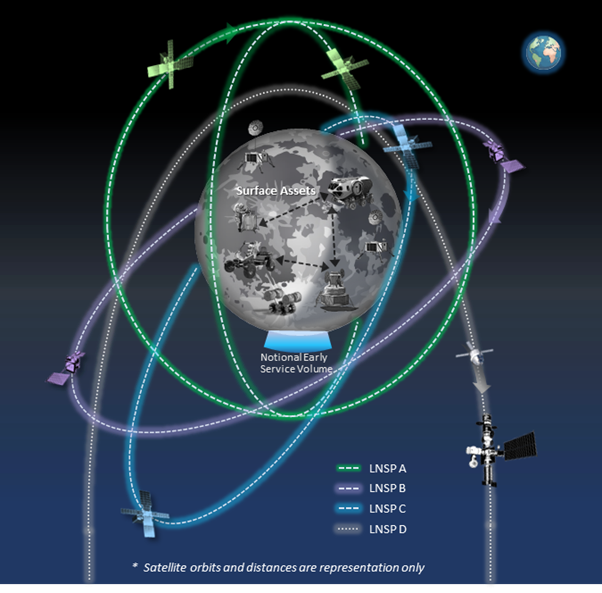 Surface Assets
Notional Early
Service Volume
LNSP A
LNSP B
LNSP C
LNSP D
* Satellite orbits and distances are representation only